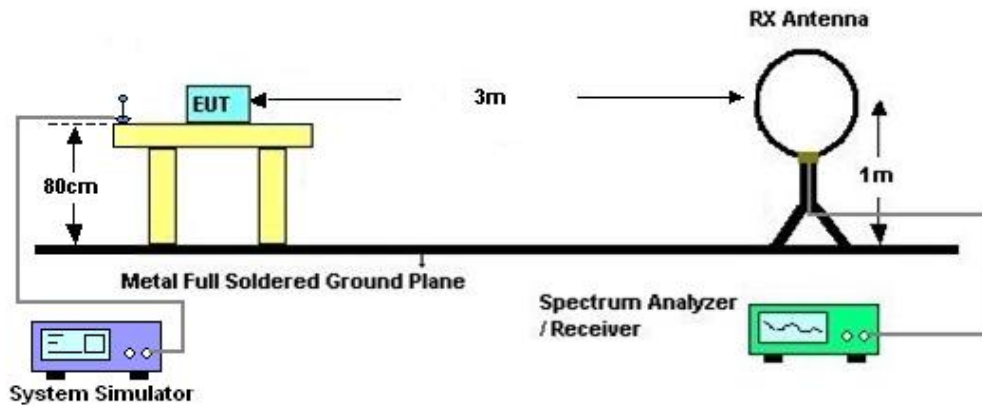 RX Antenna
EUT
3m
80cm
1m
Metal Full Soldered Ground Plane
Spectrum Analyzer
/ Receiver
System Simulator